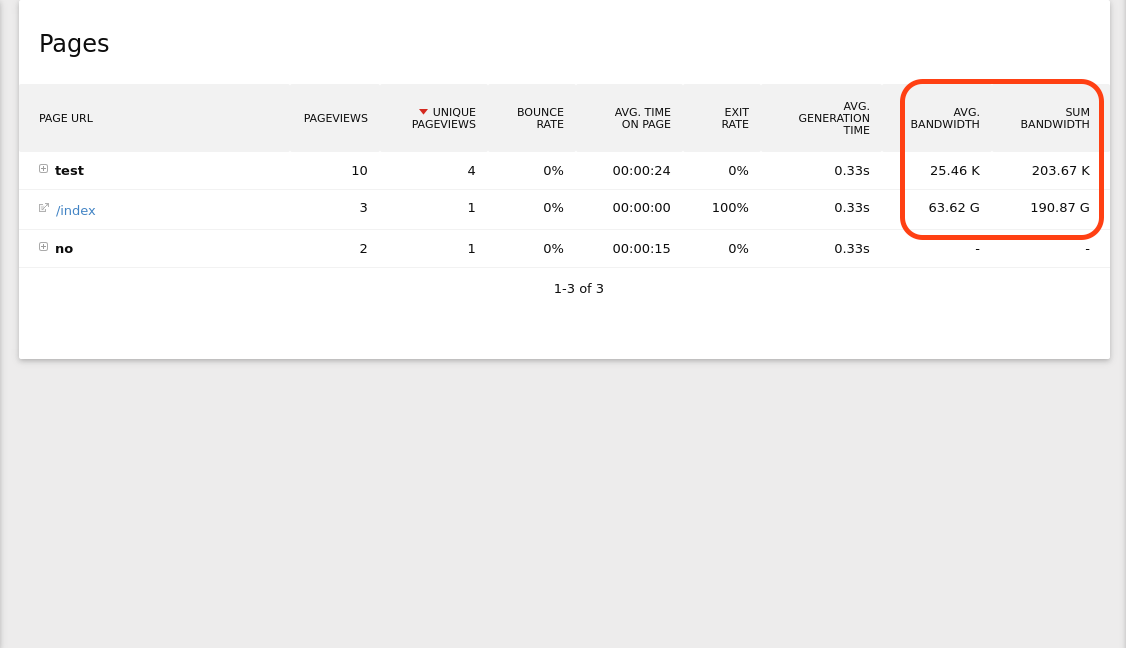 Pages
PAGE URL PAGEVIEWS UNIQUE PAGEVIEWS BOUNCE RATE AVG. TIME ON PAGE EXIT RATE AVG. GENERATION TIME AVG. BANDWIDTH SUM BANDWIDTH
test 10 4 0% 00:00:24 0% 0.33s 25.46 K 203.67 K
/index 3 1 0% 00:00:00 100% 0.33s 63.62 G 190.87 G
no 2 1 0% 00:00:15 0% 0.33s - -
1-3 of 3